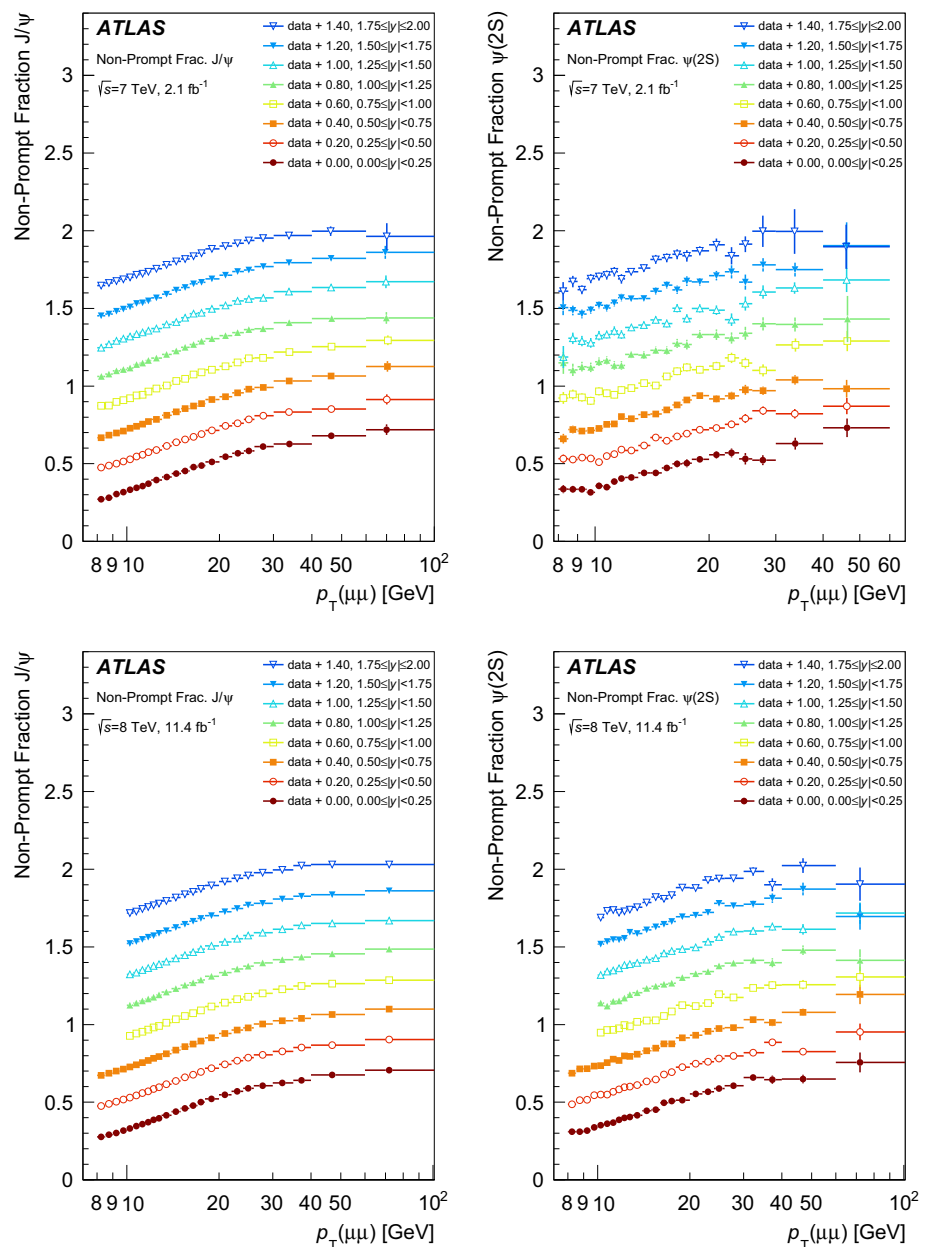 Non-Prompt Fraction J/ψ
ATLAS
Non-Prompt Frac. J/ψ
√s=7 TeV, 2.1 fb⁻¹
data + 1.40, 1.75≤|y|≤2.00
data + 1.20, 1.50≤|y|<1.75
data + 1.00, 1.25≤|y|<1.50
data + 0.80, 1.00≤|y|<1.25
data + 0.60, 0.75≤|y|<1.00
data + 0.40, 0.50≤|y|<0.75
data + 0.20, 0.25≤|y|<0.50
data + 0.00, 0.00≤|y|<0.25
3
2.5
2
1.5
1
0.5
0
8 9 10 20 30 40 50 10²
p_T(μμ) [GeV]
Non-Prompt Fraction ψ(2S)
ATLAS
Non-Prompt Frac. ψ(2S)
√s=7 TeV, 2.1 fb⁻¹
data + 1.40, 1.75≤|y|≤2.00
data + 1.20, 1.50≤|y|<1.75
data + 1.00, 1.25≤|y|<1.50
data + 0.80, 1.00≤|y|<1.25
data + 0.60, 0.75≤|y|<1.00
data + 0.40, 0.50≤|y|<0.75
data + 0.20, 0.25≤|y|<0.50
data + 0.00, 0.00≤|y|<0.25
3
2.5
2
1.5
1
0.5
0
8 9 10 20 30 40 50 60
p_T(μμ) [GeV]
Non-Prompt Fraction J/ψ
ATLAS
Non-Prompt Frac. J/ψ
√s=8 TeV, 11.4 fb⁻¹
data + 1.40, 1.75≤|y|≤2.00
data + 1.20, 1.50≤|y|<1.75
data + 1.00, 1.25≤|y|<1.50
data + 0.80, 1.00≤|y|<1.25
data + 0.60, 0.75≤|y|<1.00
data + 0.40, 0.50≤|y|<0.75
data + 0.20, 0.25≤|y|<0.50
data + 0.00, 0.00≤|y|<0.25
3
2.5
2
1.5
1
0.5
0
8 9 10 20 30 40 50 10²
p_T(μμ) [GeV]
Non-Prompt Fraction ψ(2S)
ATLAS
Non-Prompt Frac. ψ(2S)
√s=8 TeV, 11.4 fb⁻¹
data + 1.40, 1.75≤|y|≤2.00
data + 1.20, 1.50≤|y|<1.75
data + 1.00, 1.25≤|y|<1.50
data + 0.80, 1.00≤|y|<1.25
data + 0.60, 0.75≤|y|<1.00
data + 0.40, 0.50≤|y|<0.75
data + 0.20, 0.25≤|y|<0.50
data + 0.00, 0.00≤|y|<0.25
3
2.5
2
1.5
1
0.5
0
8 9 10 20 30 40 50 10²
p_T(μμ) [GeV]